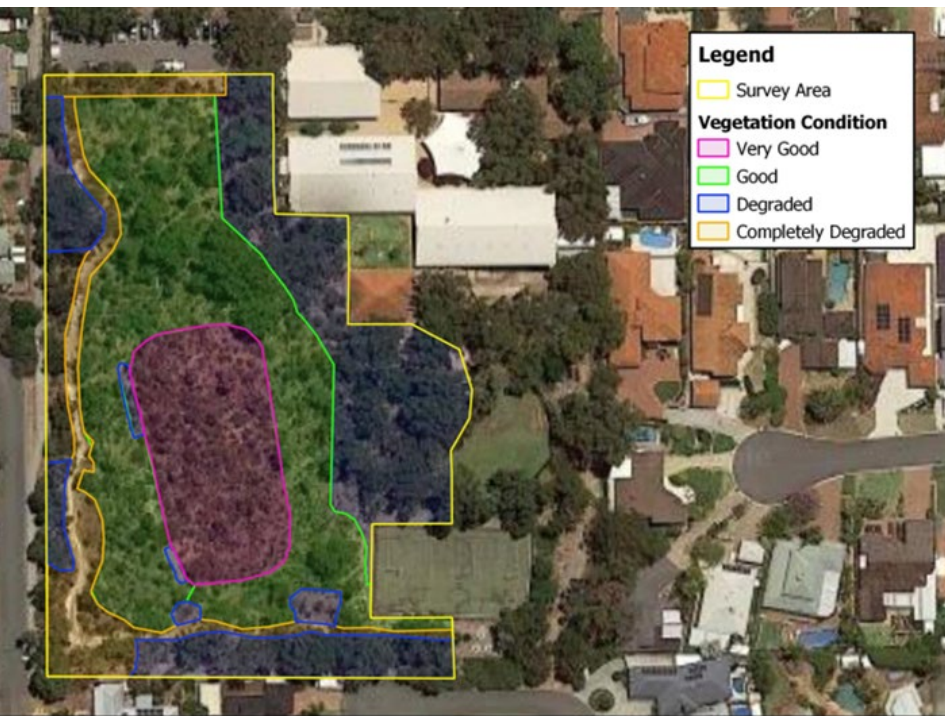 Legend
Survey Area
Vegetation Condition
Very Good
Good
Degraded
Completely Degraded